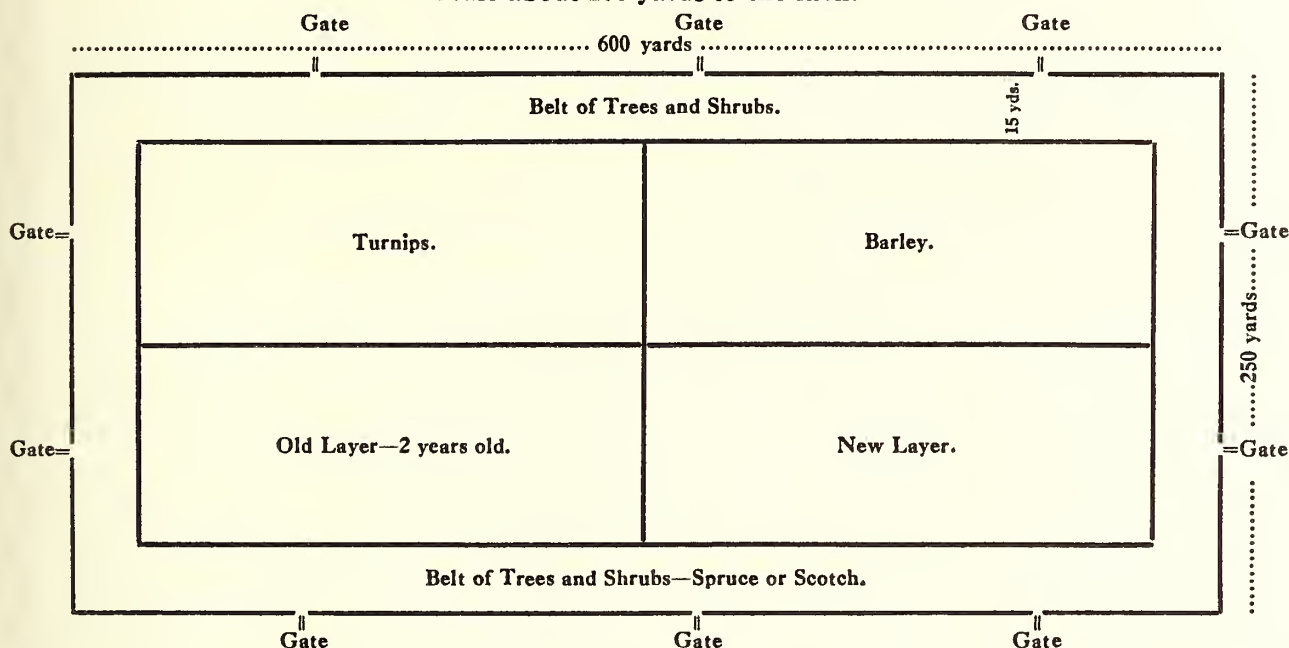 Gate Gate Gate
600 yards
Belt of Trees and Shrubs.
15 yds.
Gate
Turnips.
Barley.
Gate
250 yards
Gate
Old Layer—2 years old.
New Layer.
Gate
Belt of Trees and Shrubs—Spruce or Scotch.
Gate Gate Gate